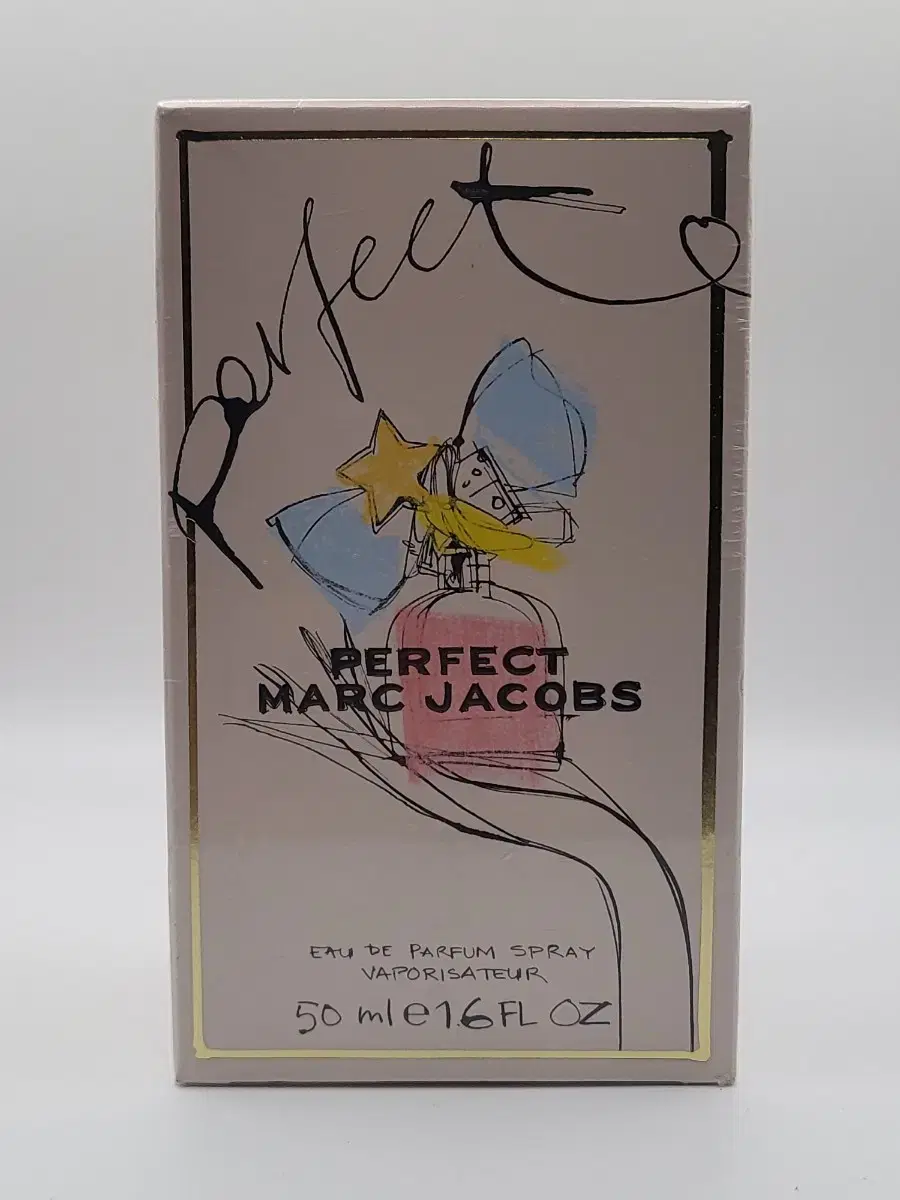 perfect
PERFECT
MARC JACOBS
EAU DE PARFUM SPRAY
VAPORISATEUR
50 ml e 1.6 FL OZ